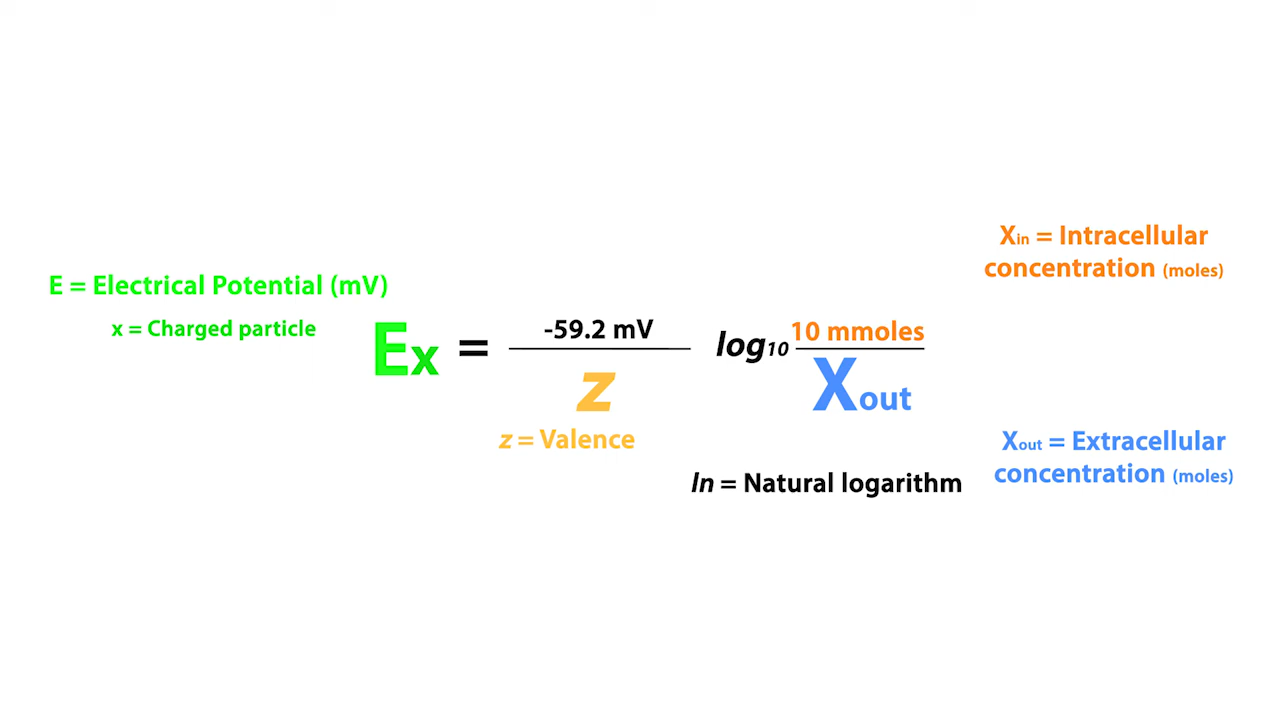 E = Electrical Potential (mV)
x = Charged particle
Ex = -59.2 mV
z
z = Valence
log10 10 mmoles
Xout
ln = Natural logarithm
Xin = Intracellular
concentration (moles)
Xout = Extracellular
concentration (moles)